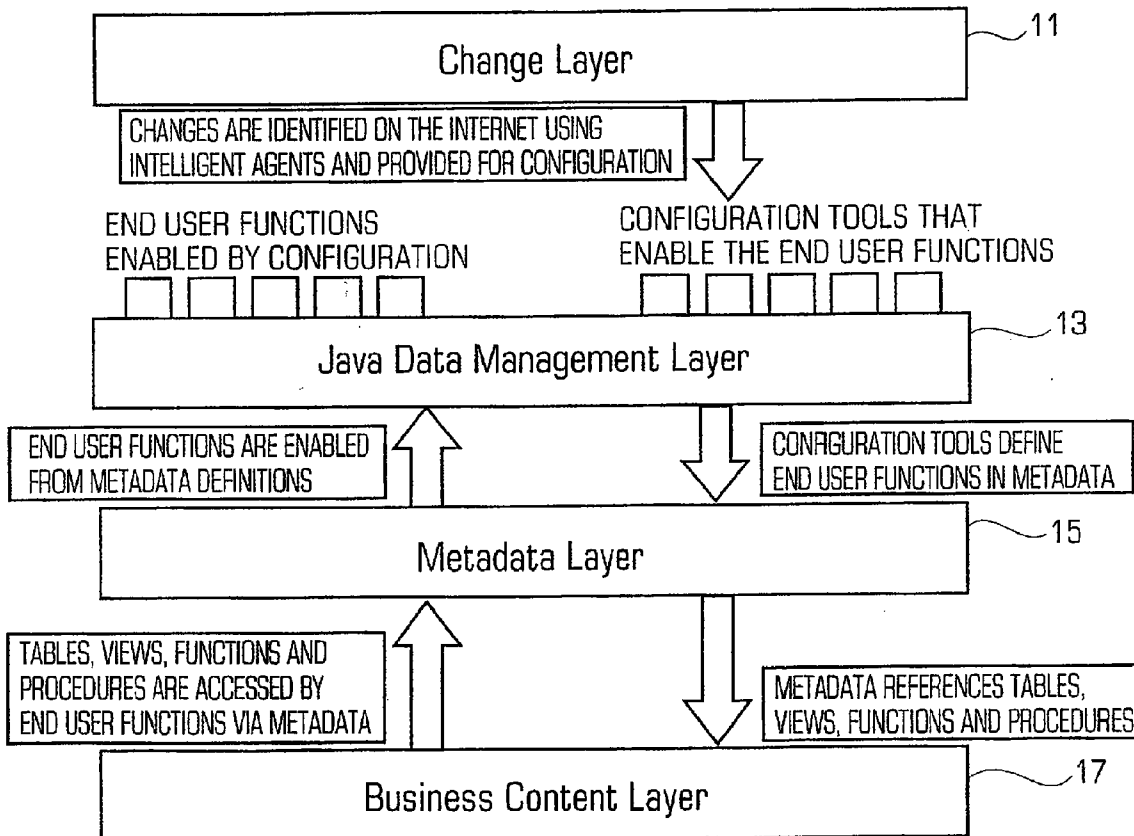 11
Change Layer
CHANGES ARE IDENTIFIED ON THE INTERNET USING
INTELLIGENT AGENTS AND PROVIDED FOR CONFIGURATION
END USER FUNCTIONS
ENABLED BY CONFIGURATION
CONFIGURATION TOOLS THAT
ENABLE THE END USER FUNCTIONS
13
Java Data Management Layer
END USER FUNCTIONS ARE ENABLED
FROM METADATA DEFINITIONS
CONFIGURATION TOOLS DEFINE
END USER FUNCTIONS IN METADATA
15
Metadata Layer
TABLES, VIEWS, FUNCTIONS AND
PROCEDURES ARE ACCESSED BY
END USER FUNCTIONS VIA METADATA
METADATA REFERENCES TABLES,
VIEWS, FUNCTIONS AND PROCEDURES
17
Business Content Layer